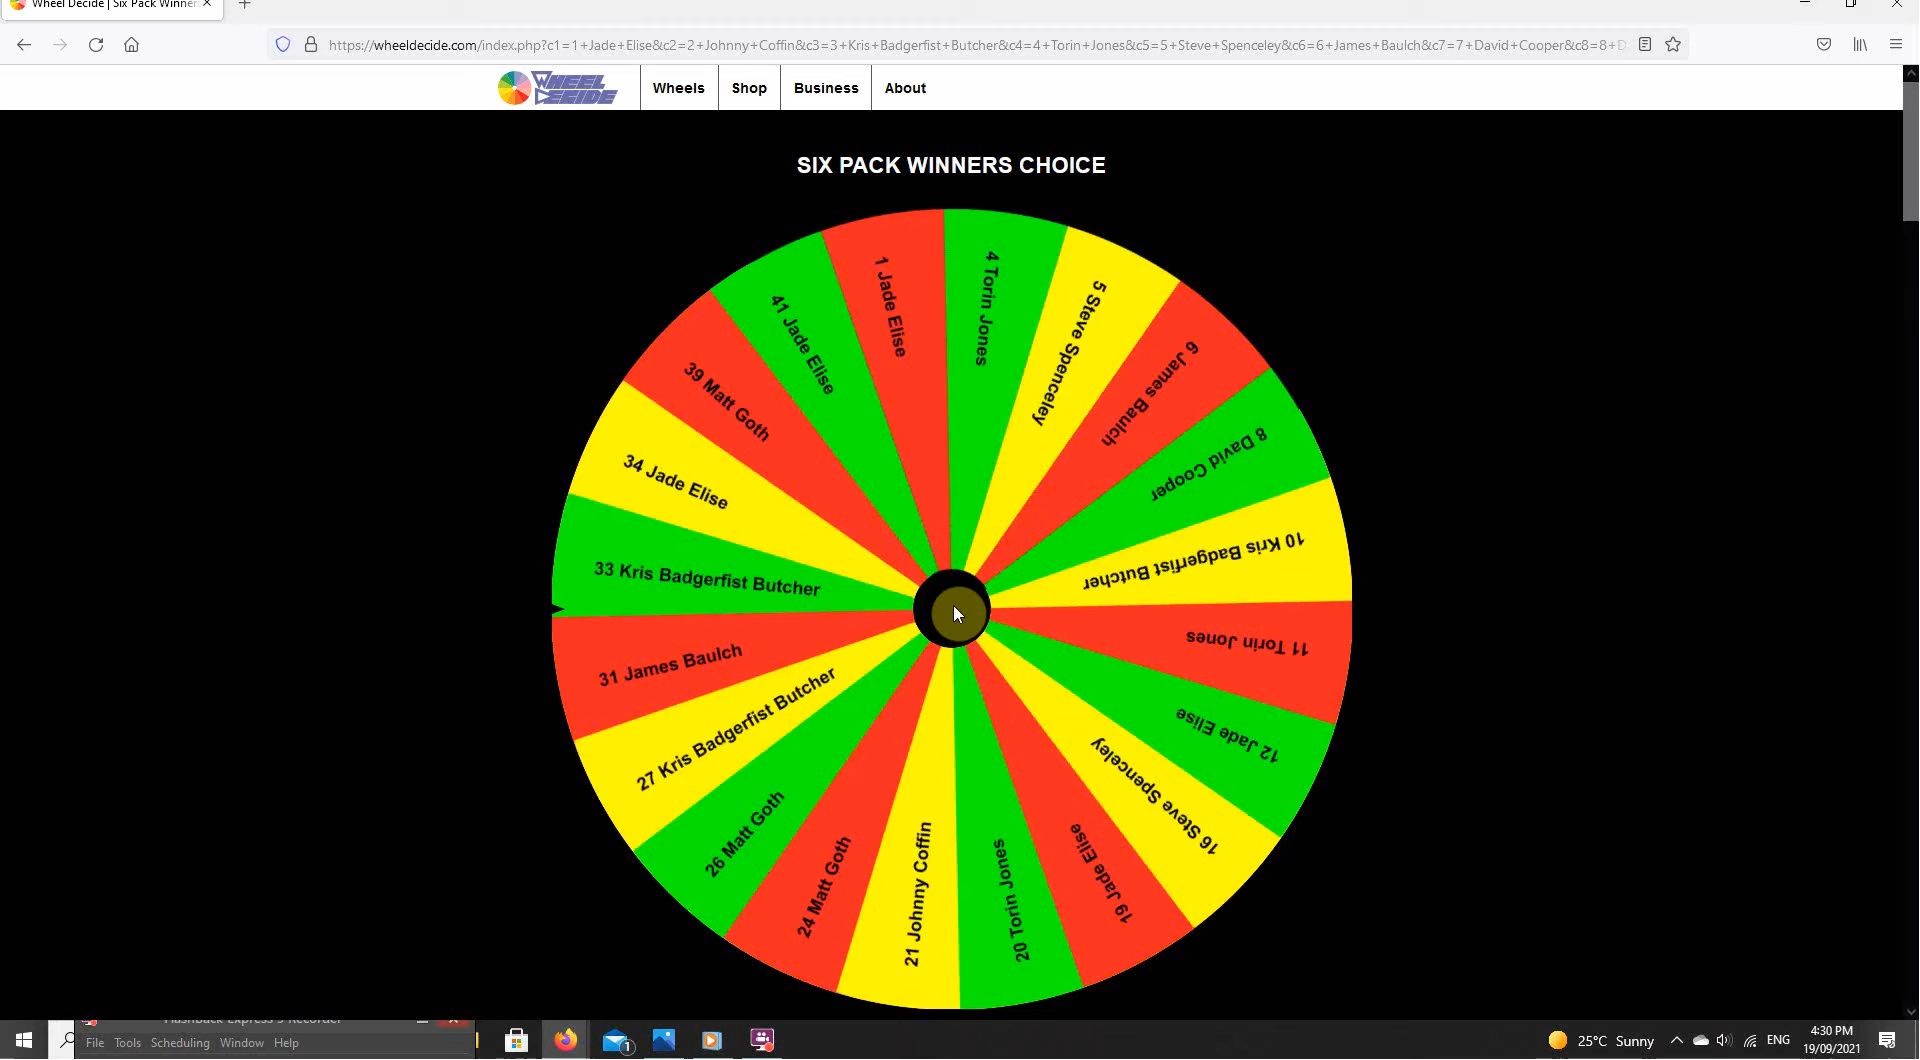 Wheel Decide | Six Pack Winner
https://wheeldecide.com/index.php?c1=1+Jade+Elise&c2=2+Johnny+Coffin&c3=3+Kris+Badgerfist+Butcher&c4=4+Torin+Jones&c5=5+Steve+Spenceley&c6=6+James+Baulch&c7=7+David+Cooper&c8=8+D
WHEEL DECIDE
Wheels
Shop
Business
About
SIX PACK WINNERS CHOICE
1 Jade Elise
4 Torin Jones
5 Steve Spenceley
6 James Baulch
8 David Cooper
10 Kris Badgerfist Butcher
11 Torin Jones
12 Jade Elise
16 Steve Spenceley
19 Jade Elise
20 Torin Jones
21 Johnny Coffin
24 Matt Goth
26 Matt Goth
27 Kris Badgerfist Butcher
31 James Baulch
33 Kris Badgerfist Butcher
34 Jade Elise
39 Matt Goth
41 Jade Elise
File Tools Scheduling Window Help
1
25°C Sunny
ENG
4:30 PM
19/09/2021